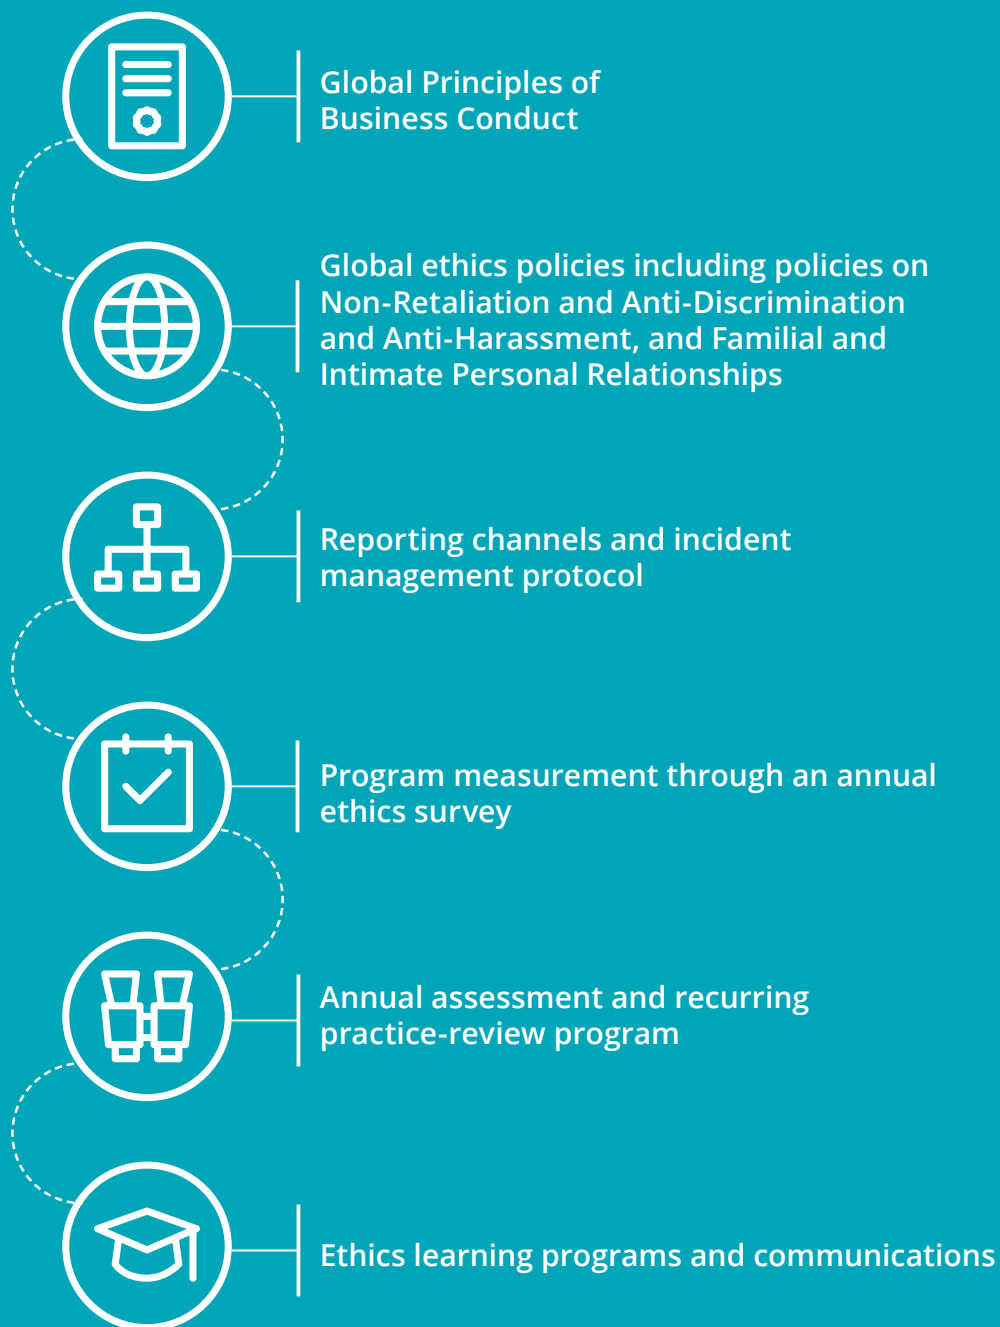 Global Principles of
Business Conduct
Global ethics policies including policies on
Non-Retaliation and Anti-Discrimination
and Anti-Harassment, and Familial and
Intimate Personal Relationships
Reporting channels and incident
management protocol
Program measurement through an annual
ethics survey
Annual assessment and recurring
practice-review program
Ethics learning programs and communications